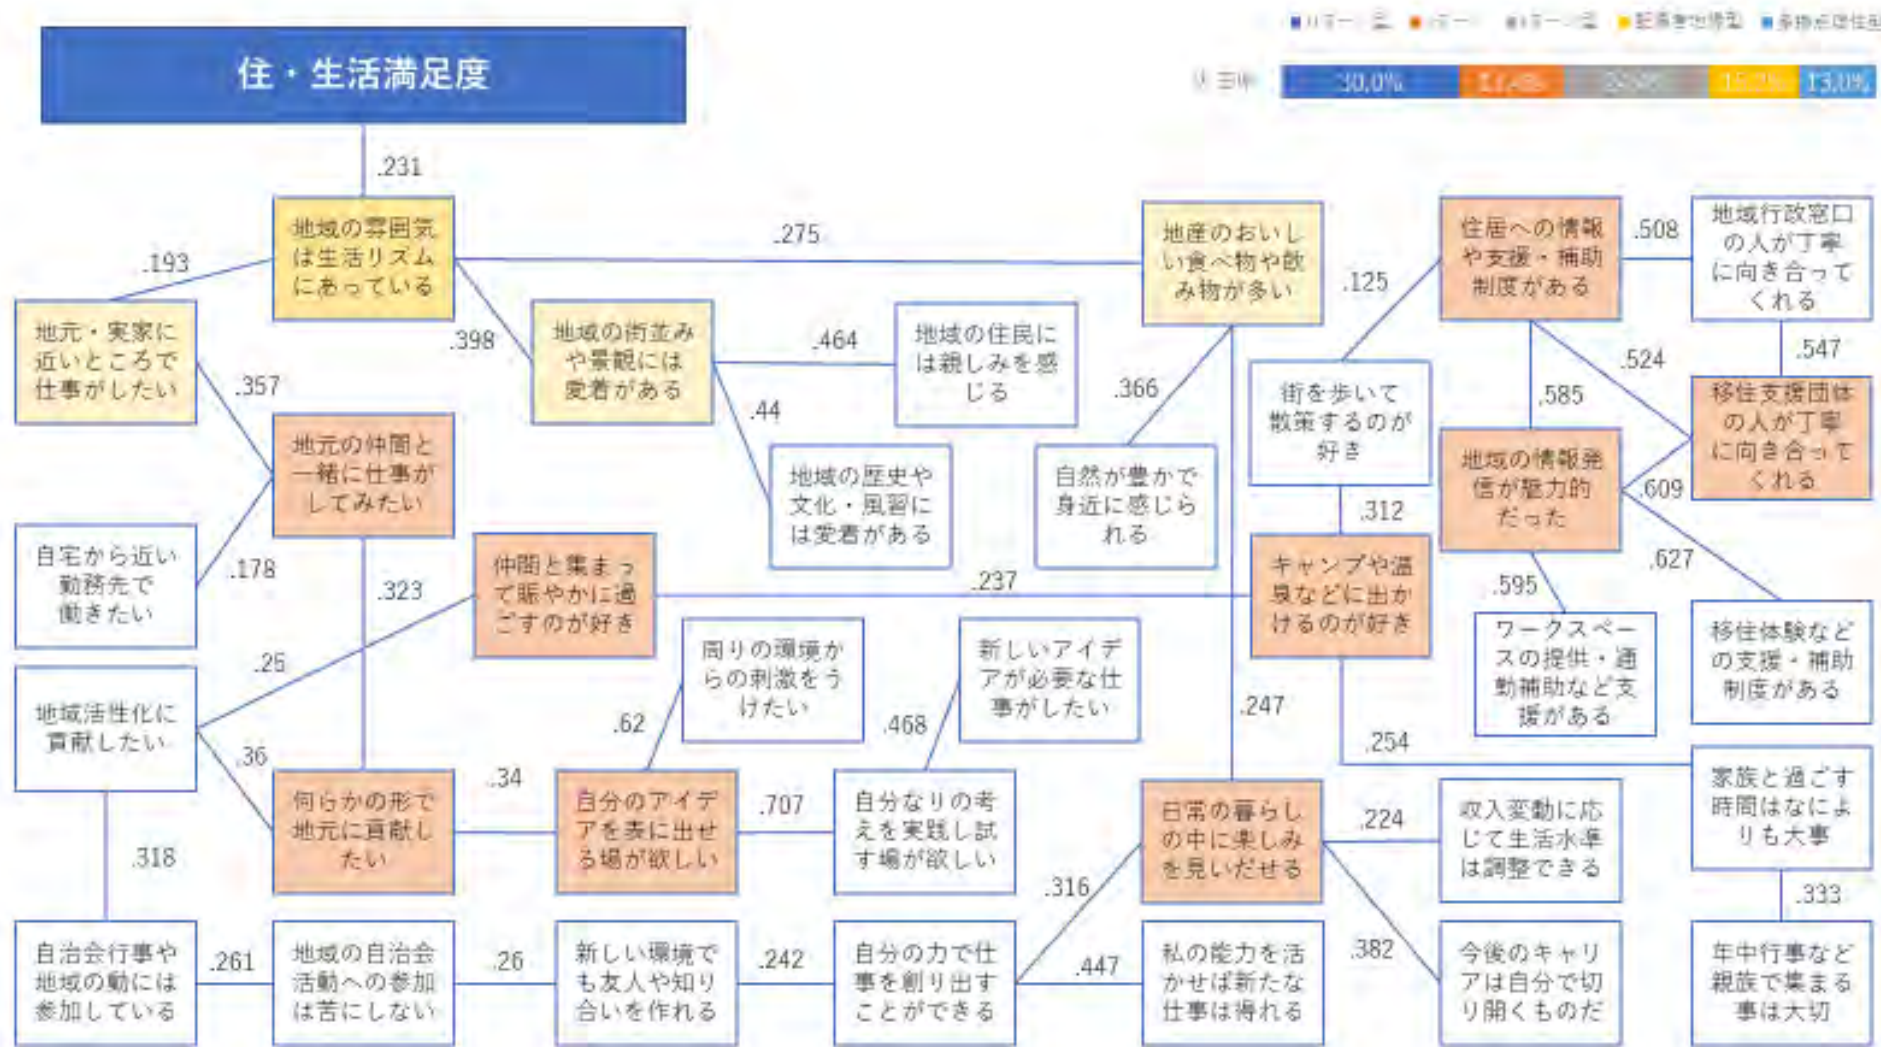 住・生活満足度
30.0%
13.0%
.231
地域の雰囲気
は生活リズム
にあっている
.193
.275
.398
地元・実家に
近いところで
仕事がしたい
地域の街並み
や景観には
愛着がある
.464
地域の住民に
は親しみを感
じる
.44
地域の歴史や
文化・風習に
は愛着がある
地産のおいし
い食べ物や飲
み物が多い
.366
自然が豊かで
身近に感じら
れる
.125
住居への情報
や支援・補助
制度がある
.508
地域行政窓口
の人が丁寧
に向き合って
くれる
.547
.524
.585
移住支援団体
の人が丁寧
に向き合って
くれる
街を歩いて
散策するのが
好き
地域の情報発
信が魅力的
だった
.609
.312
.357
地元の仲間と
一緒に仕事が
してみたい
.178
自宅から近い
勤務先で
働きたい
.323
仲間と集まっ
て賑やかに過
ごすのが好き
.237
キャンプや温
泉などに出か
けるのが好き
.595
.627
ワークスペー
スの提供・通
勤補助など支
援がある
移住体験など
の支援・補助
制度がある
.25
地域活性化に
貢献したい
.36
周りの環境か
らの刺激をう
けたい
.62
新しいアイデ
アが必要な仕
事がしたい
.468
.247
.254
何らかの形で
地元に貢献し
たい
.34
自分のアイデ
アを表に出せ
る場が欲しい
.707
自分なりの考
えを実践し試
す場が欲しい
日常の暮らし
の中に楽しみ
を見いだせる
.224
収入変動に応
じて生活水準
は調整できる
家族と過ごす
時間はなによ
りも大事
.318
.316
.382
.333
自治会行事や
地域の動には
参加している
.261
地域の自治会
活動への参加
は苦にしない
.26
新しい環境で
も友人や知り
合いを作れる
.242
自分の力で仕
事を創り出す
ことができる
.447
私の能力を活
かせば新たな
仕事は得れる
今後のキャリ
アは自分で切
り開くものだ
年中行事など
親族で集まる
事は大切